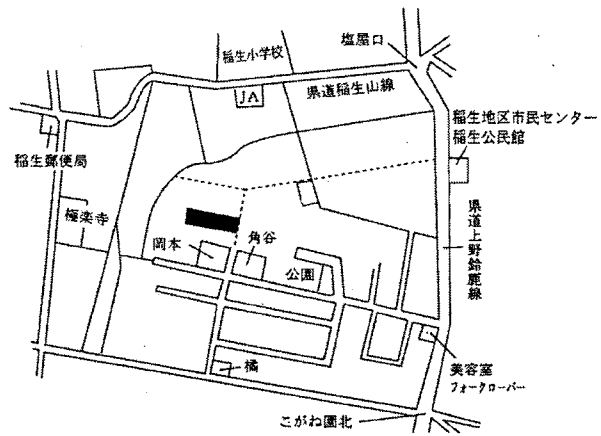 塩屋口
稲生小学校
JA
県道稲生山線
稲生地区市民センター
稲生公民館
稲生郵便局
極楽寺
県道上野鈴鹿線
角谷
岡本
公園
橘
美容室
フォークローバー
こがね園北